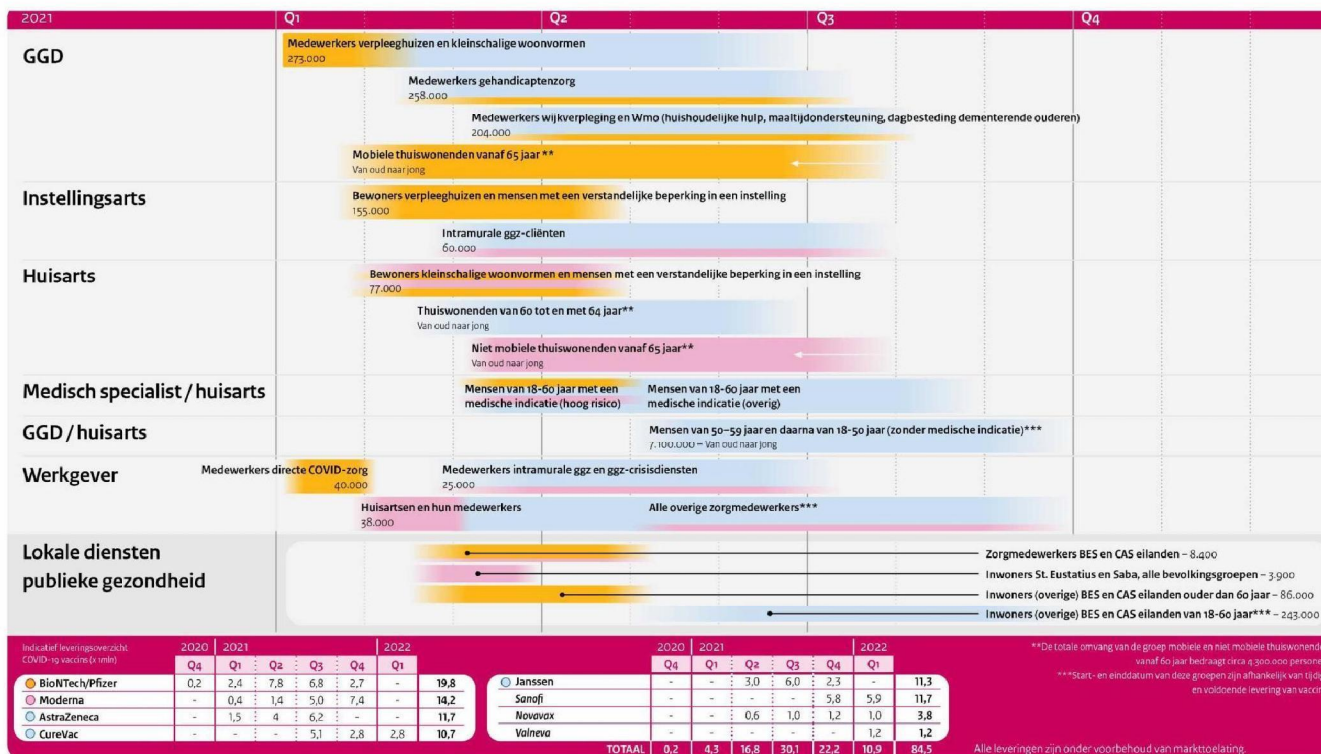 2021 Q1 Q2 Q3 Q4
GGD
Medewerkers verpleeghuizen en kleinschalige woonvormen
273.000
Medewerkers gehandicaptenzorg
258.000
Medewerkers wijkverpleging en Wmo (huishoudelijke hulp, maaltijdondersteuning, dagbesteding dementerende ouderen)
204.000
Mobiele thuiswonenden vanaf 65 jaar **
Van oud naar jong
Instellingsarts
Bewoners verpleeghuizen en mensen met een verstandelijke beperking in een instelling
155.000
Intramurale ggz-cliënten
60.000
Huisarts
Bewoners kleinschalige woonvormen en mensen met een verstandelijke beperking in een instelling
77.000
Thuiswonenden van 60 tot en met 64 jaar**
Van oud naar jong
Niet mobiele thuiswonenden vanaf 65 jaar**
Van oud naar jong
Medisch specialist / huisarts
Mensen van 18-60 jaar met een
medische indicatie (hoog risico)
Mensen van 18-60 jaar met een
medische indicatie (overig)
GGD / huisarts
Mensen van 50–59 jaar en daarna van 18-50 jaar (zonder medische indicatie)***
7.100.000 – Van oud naar jong
Werkgever
Medewerkers directe COVID-zorg
40.000
Medewerkers intramurale ggz en ggz-crisisdiensten
25.000
Huisartsen en hun medewerkers
38.000
Alle overige zorgmedewerkers***
Lokale diensten
publieke gezondheid
Zorgmedewerkers BES en CAS eilanden – 8.400
Inwoners St. Eustatius en Saba, alle bevolkingsgroepen – 3.900
Inwoners (overige) BES en CAS eilanden ouder dan 60 jaar – 86.000
Inwoners (overige) BES en CAS eilanden van 18-60 jaar*** – 243.000
Indicatief leveringsoverzicht
COVID-19 vaccins (x 1mln)
2020 2021 2022
Q4 Q1 Q2 Q3 Q4 Q1
BioNTech/Pfizer 0,2 2,4 7,8 6,8 2,7 - 19,8
Moderna - 0,4 1,4 5,0 7,4 - 14,2
AstraZeneca - 1,5 4 6,2 - - 11,7
CureVac - - - 5,1 2,8 2,8 10,7
2020 2021 2022
Q4 Q1 Q2 Q3 Q4 Q1
Janssen - - 3,0 6,0 2,3 - 11,3
Sanofi - - - - 5,8 5,9 11,7
Novavax - - 0,6 1,0 1,2 1,0 3,8
Valneva - - - - - 1,2 1,2
TOTAAL 0,2 4,3 16,8 30,1 22,2 10,9 84,5
**De totale omvang van de groep mobiele en niet mobiele thuiswonende
vanaf 60 jaar bedraagt circa 4.300.000 persone
***Start- en einddatum van deze groepen zijn afhankelijk van tijdig
en voldoende levering van vaccin
Alle leveringen zijn onder voorbehoud van markttoelating.